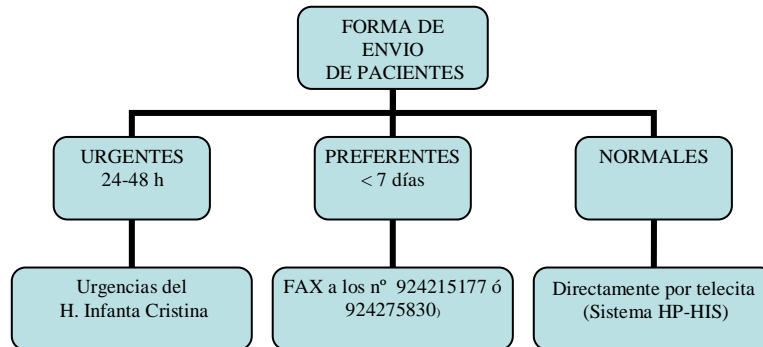 FORMA DE
ENVIO
DE PACIENTES
URGENTES
24-48 h
PREFERENTES
< 7 días
NORMALES
Urgencias del
H. Infanta Cristina
FAX a los nº 924215177 ó
924275830)
Directamente por telecita
(Sistema HP-HIS)